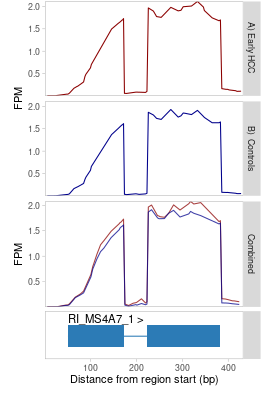 2.0
1.5
1.0
0.5
A) Early HCC
FPM
2.0
1.5
1.0
0.5
B). Controls
2.0
1.5
1.0
0.5
Combined
FPM
RI_MS4A7_1 >
100
200
300
400
Distance from region start (bp)